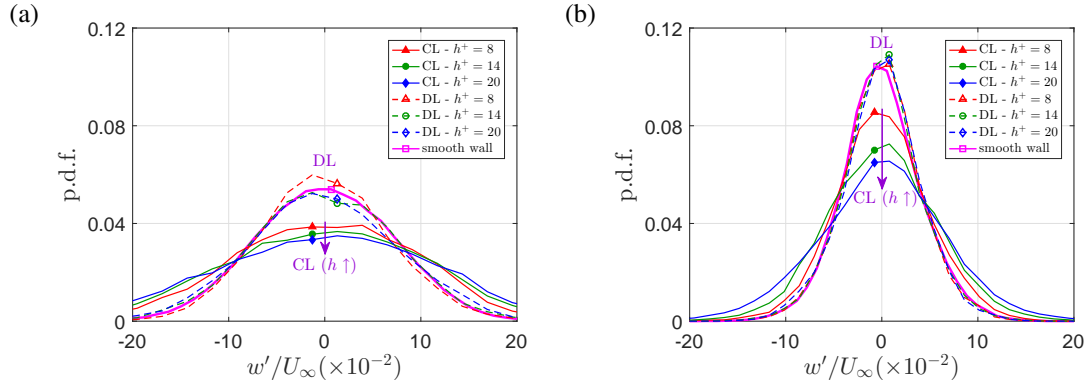 (a)
p.d.f.
0.12
0.08
0.04
0
-20
-10
0
10
20
w′/U∞(×10⁻²)
DL
CL (h ↑)
CL - h⁺ = 8
CL - h⁺ = 14
CL - h⁺ = 20
DL - h⁺ = 8
DL - h⁺ = 14
DL - h⁺ = 20
smooth wall
(b)
p.d.f.
0.12
0.08
0.04
0
-20
-10
0
10
20
w′/U∞(×10⁻²)
DL
CL (h ↑)
CL - h⁺ = 8
CL - h⁺ = 14
CL - h⁺ = 20
DL - h⁺ = 8
DL - h⁺ = 14
DL - h⁺ = 20
smooth wall